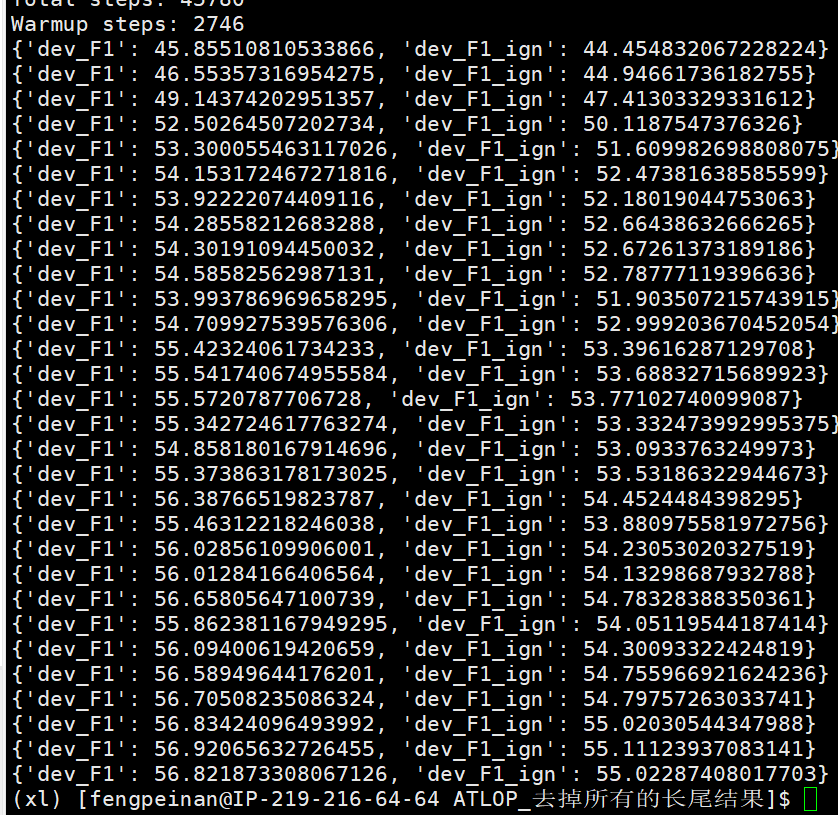 Total steps: 45780
Warmup steps: 2746
{'dev_F1': 45.85510810533866, 'dev_F1_ign': 44.454832067228224}
{'dev_F1': 46.55357316954275, 'dev_F1_ign': 44.94661736182755}
{'dev_F1': 49.14374202951357, 'dev_F1_ign': 47.41303329331612}
{'dev_F1': 52.50264507202734, 'dev_F1_ign': 50.1187547376326}
{'dev_F1': 53.300055463117026, 'dev_F1_ign': 51.609982698808075}
{'dev_F1': 54.153172467271816, 'dev_F1_ign': 52.47381638585599}
{'dev_F1': 53.92222074409116, 'dev_F1_ign': 52.18019044753063}
{'dev_F1': 54.28558212683288, 'dev_F1_ign': 52.66438632666265}
{'dev_F1': 54.30191094450032, 'dev_F1_ign': 52.67261373189186}
{'dev_F1': 54.58582562987131, 'dev_F1_ign': 52.78777119396636}
{'dev_F1': 53.993786969658295, 'dev_F1_ign': 51.903507215743915}
{'dev_F1': 54.709927539576306, 'dev_F1_ign': 52.999203670452054}
{'dev_F1': 55.42324061734233, 'dev_F1_ign': 53.39616287129708}
{'dev_F1': 55.541740674955584, 'dev_F1_ign': 53.68832715689923}
{'dev_F1': 55.5720787706728, 'dev_F1_ign': 53.77102740099087}
{'dev_F1': 55.342724617763274, 'dev_F1_ign': 53.332473992995375}
{'dev_F1': 54.858180167914696, 'dev_F1_ign': 53.0933763249973}
{'dev_F1': 55.373863178173025, 'dev_F1_ign': 53.53186322944673}
{'dev_F1': 56.38766519823787, 'dev_F1_ign': 54.4524484398295}
{'dev_F1': 55.46312218246038, 'dev_F1_ign': 53.880975581972756}
{'dev_F1': 56.02856109906001, 'dev_F1_ign': 54.23053020327519}
{'dev_F1': 56.01284166406564, 'dev_F1_ign': 54.13298687932788}
{'dev_F1': 56.65805647100739, 'dev_F1_ign': 54.78328388350361}
{'dev_F1': 55.862381167949295, 'dev_F1_ign': 54.05119544187414}
{'dev_F1': 56.09400619420659, 'dev_F1_ign': 54.30093322424819}
{'dev_F1': 56.58949644176201, 'dev_F1_ign': 54.755966921624236}
{'dev_F1': 56.70508235086324, 'dev_F1_ign': 54.79757263033741}
{'dev_F1': 56.83424096493992, 'dev_F1_ign': 55.02030544347988}
{'dev_F1': 56.92065632726455, 'dev_F1_ign': 55.11123937083141}
{'dev_F1': 56.821873308067126, 'dev_F1_ign': 55.02287408017703}
(xl) [fengpeinan@IP-219-216-64-64 ATLOP_去掉所有的长尾结果]$